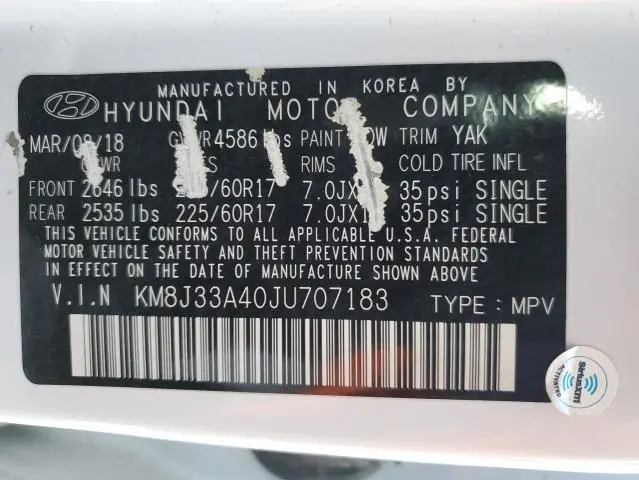 MANUFACTURED IN KOREA BY
HYUNDAI MOTOR COMPANY
MAR/ /18 4586 lbs PAINT TRIM YAK
RIMS COLD TIRE INFL
FRONT 2646 lbs /60R17 7.0JX 35psi SINGLE
REAR 2535 lbs 225/60R17 7.0JX 35psi SINGLE
THIS VEHICLE CONFORMS TO ALL APPLICABLE U.S.A. FEDERAL
MOTOR VEHICLE SAFETY AND THEFT PREVENTION STANDARDS
IN EFFECT ON THE DATE OF MANUFACTURE SHOWN ABOVE.
V.I.N KM8J33A40JU707183 TYPE : MPV
SiriusXM
ACTIVATED